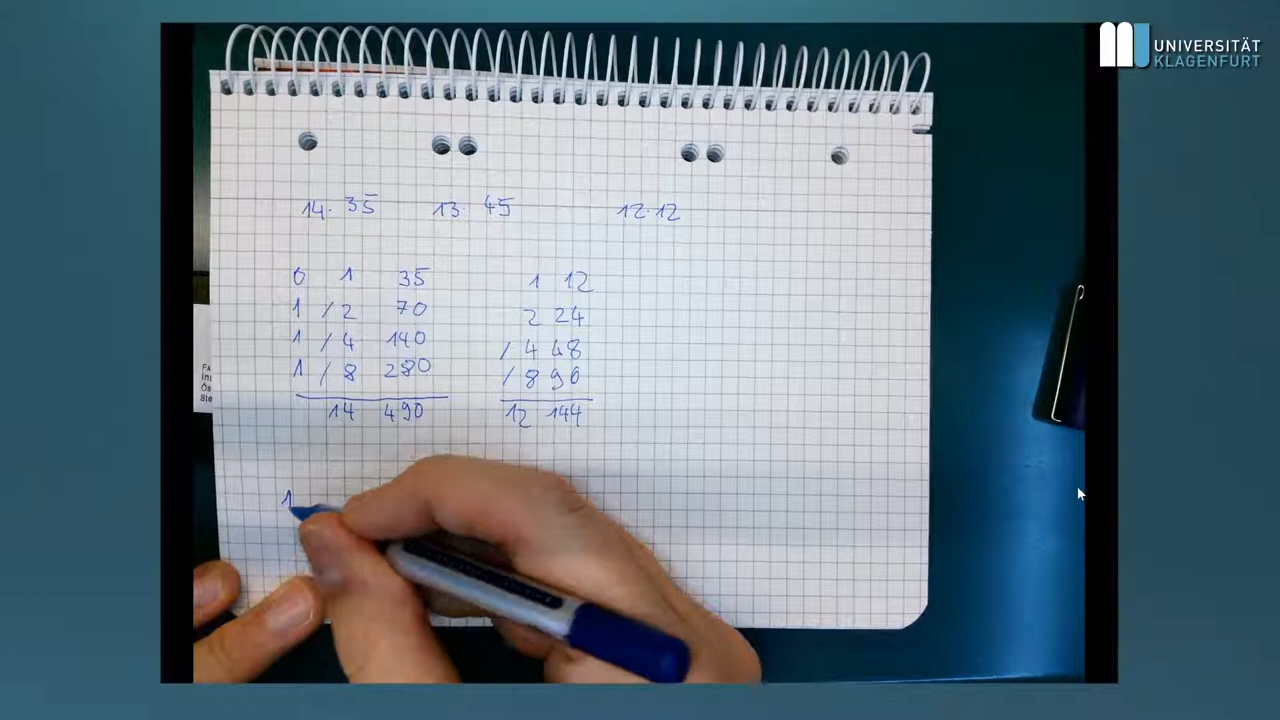 UNIVERSITÄT
KLAGENFURT
14· 35 13· 45 12·12
0 1 35 1 12
1 / 2 70 2 24
1 / 4 140 / 4 48
1 / 8 280 / 8 96
14 490 12 144
1